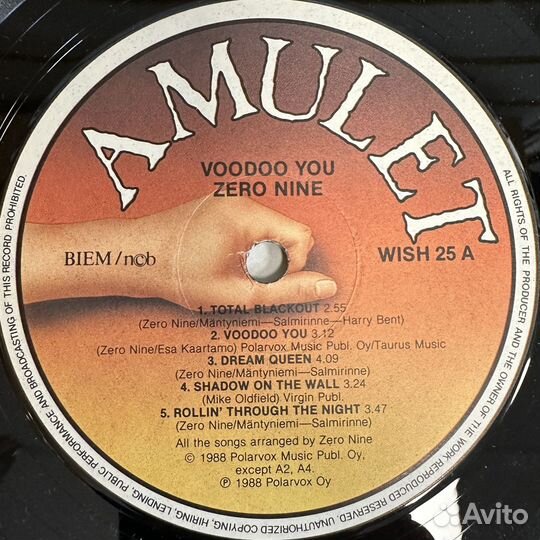 AMULET
VOODOO YOU
ZERO NINE
BIEM/ncb
WISH 25 A
1. TOTAL BLACKOUT 2.55
(Zero Nine/Mäntyniemi—Salmirinne—Harry Bent)
2. VOODOO YOU 3.12
(Zero Nine/Esa Kaartamo) Polarvox Music Publ. Oy/Taurus Music
3. DREAM QUEEN 4.09
(Zero Nine/Mäntyniemi—Salmirinne)
4. SHADOW ON THE WALL 3.24
(Mike Oldfield) Virgin Publ.
5. ROLLIN' THROUGH THE NIGHT 3.47
(Zero Nine/Mäntyniemi—Salmirinne)
All the songs arranged by Zero Nine
© 1988 Polarvox Music Publ. Oy,
except A2, A4.
℗ 1988 Polarvox Oy
ALL RIGHTS OF THE PRODUCER AND THE OWNER OF THE WORK REPRODUCED RESERVED. UNAUTHORIZED COPYING, HIRING, LENDING, PUBLIC PERFORMANCE AND BROADCASTING OF THIS RECORD PROHIBITED.
Avito